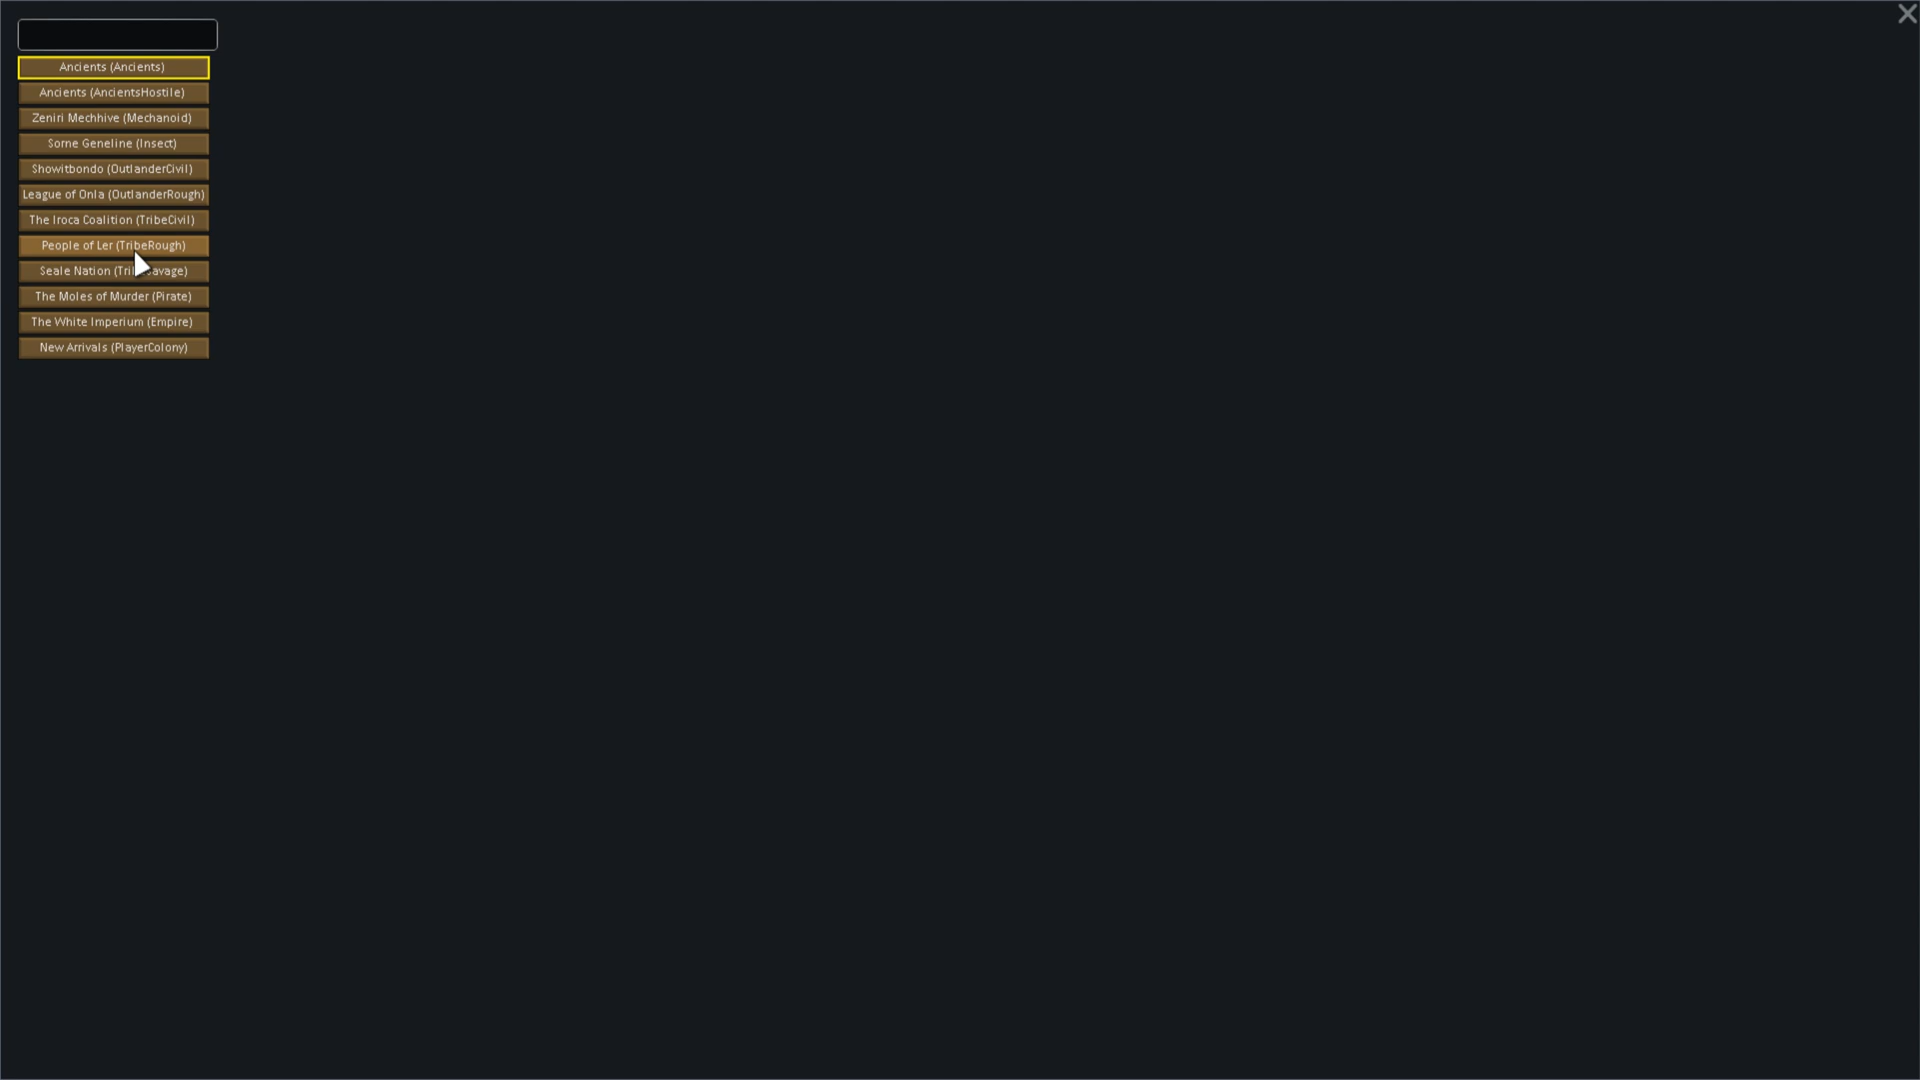 Ancients (Ancients)
Ancients (AncientsHostile)
Zeniri Mechhive (Mechanoid)
Sorne Geneline (Insect)
Showitbondo (OutlanderCivil)
League of Onla (OutlanderRough)
The Iroca Coalition (TribeCivil)
People of Ler (TribeRough)
Seale Nation
The Moles of Murder (Pirate)
The White Imperium (Empire)
New Arrivals (PlayerColony)